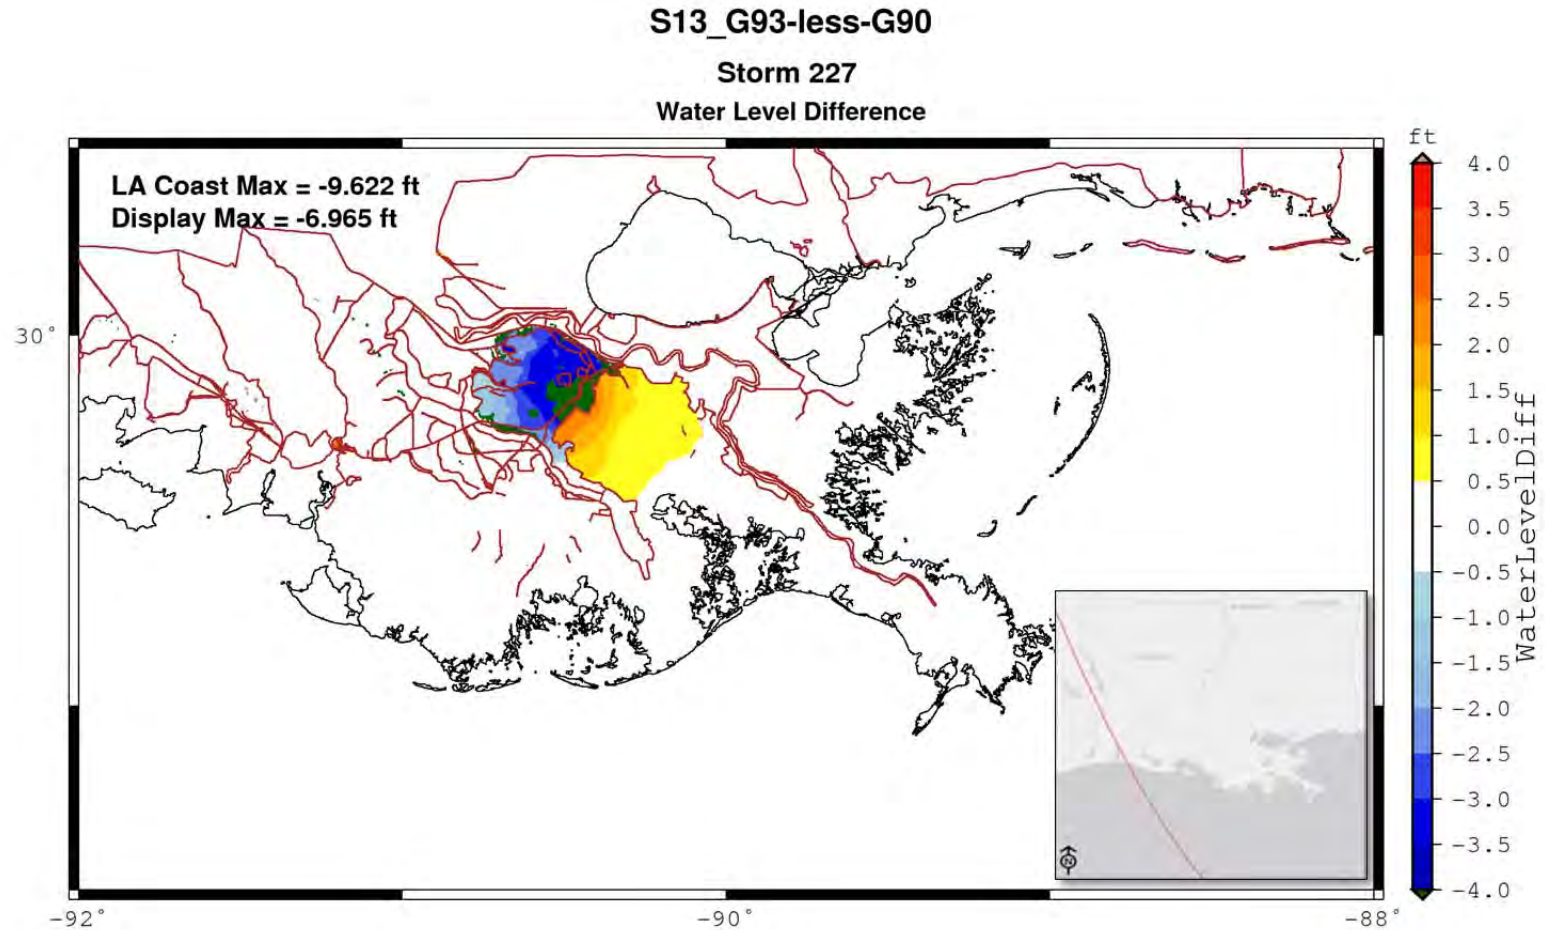 S13_G93-less-G90
Storm 227
Water Level Difference
LA Coast Max = -9.622 ft
Display Max = -6.965 ft
ft
4.0
3.5
3.0
2.5
2.0
1.5
1.0
0.5
0.0
-0.5
-1.0
-1.5
-2.0
-2.5
-3.0
-3.5
-4.0
WaterLevelDiff
30°
N
-92°
-90°
-88°